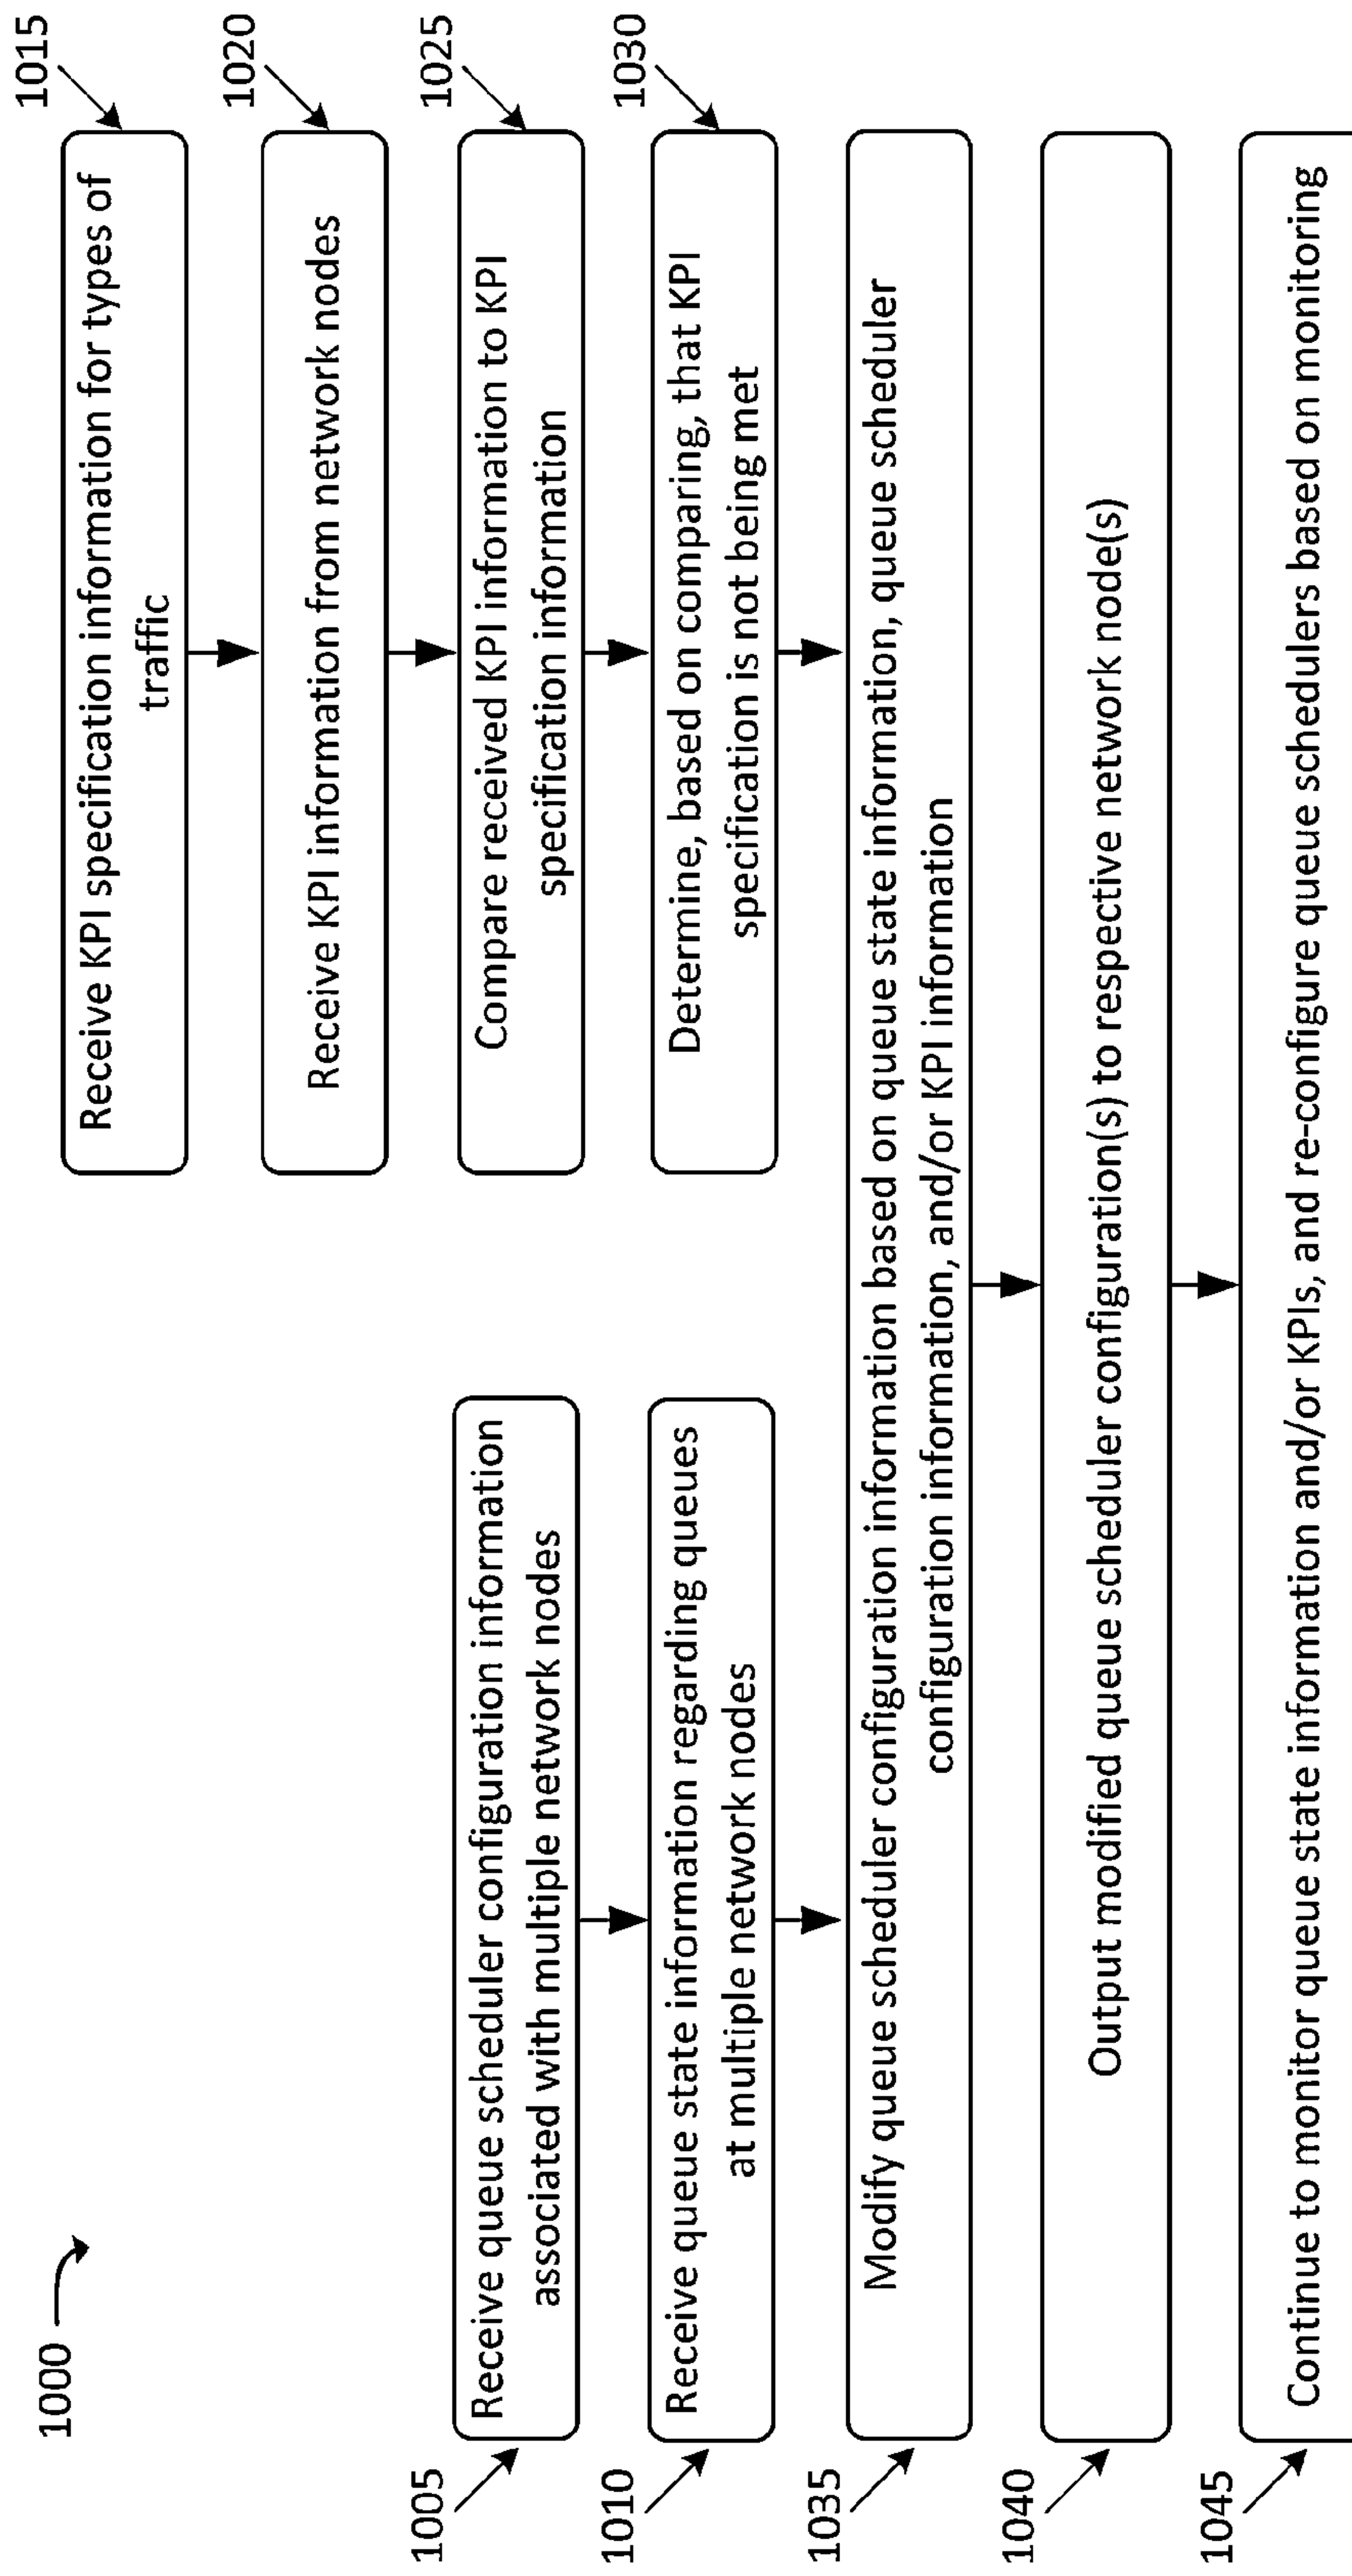 1000
1015
Receive KPI specification information for types of
traffic
1020
Receive KPI information from network nodes
1005
Receive queue scheduler configuration information
associated with multiple network nodes
1025
Compare received KPI information to KPI
specification information
1010
Receive queue state information regarding queues
at multiple network nodes
1030
Determine, based on comparing, that KPI
specification is not being met
1035
Modify queue scheduler configuration information based on queue state information, queue scheduler
configuration information, and/or KPI information
1040
Output modified queue scheduler configuration(s) to respective network node(s)
1045
Continue to monitor queue state information and/or KPIs, and re-configure queue schedulers based on monitoring